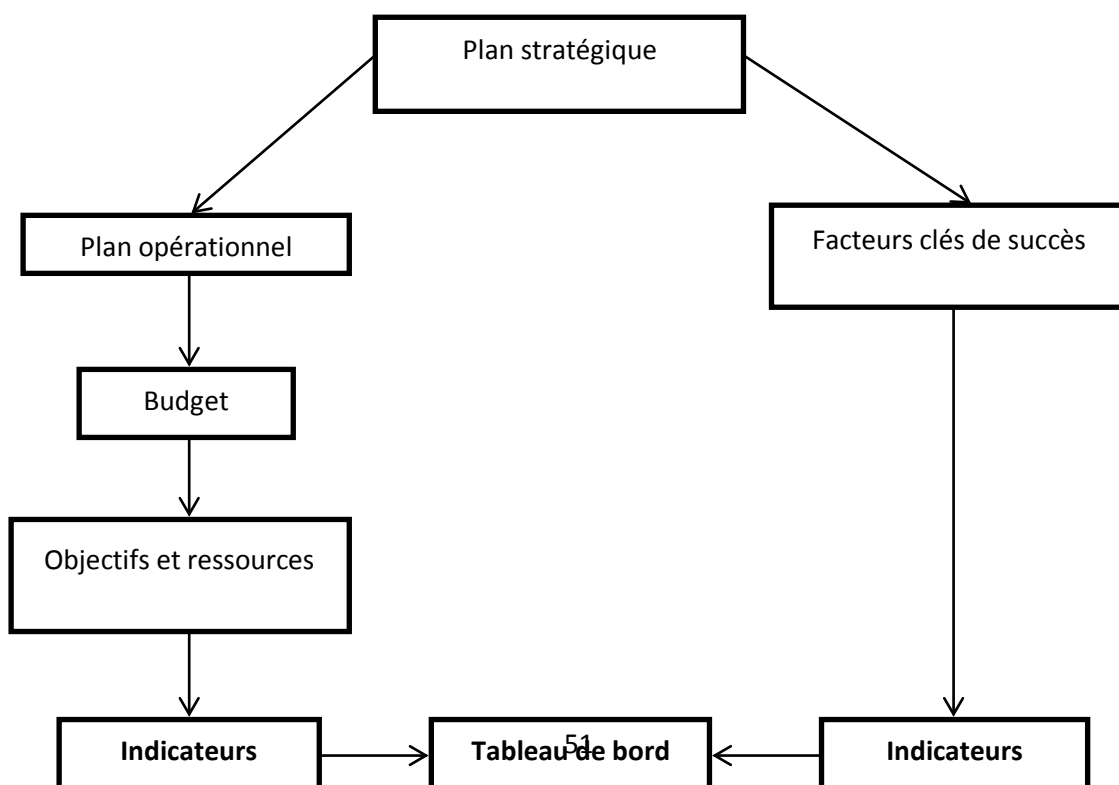 Plan stratégique
Plan opérationnel
Facteurs clés de succès
Budget
Objectifs et ressources
Indicateurs
Tableau de bord
Indicateurs
51